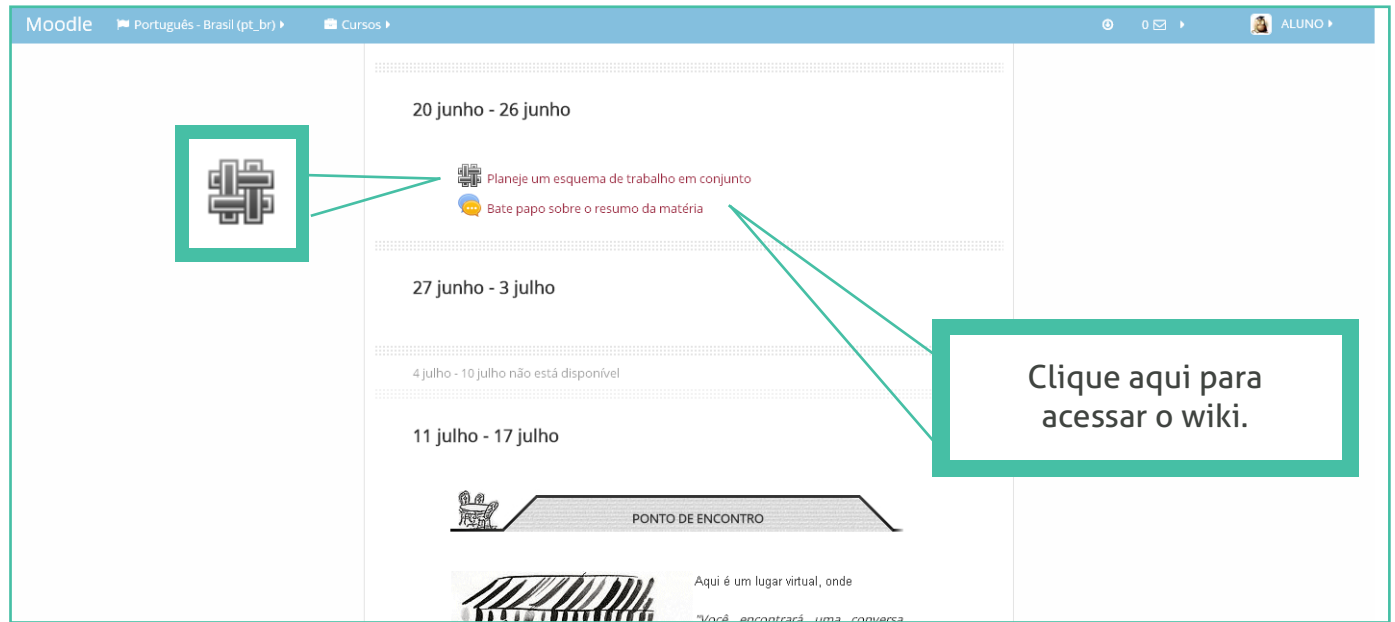 Moodle Português - Brasil (pt_br) Cursos 0 ALUNO
20 junho - 26 junho
Planeje um esquema de trabalho em conjunto
Bate papo sobre o resumo da matéria
27 junho - 3 julho
Clique aqui para
acessar o wiki.
4 julho - 10 julho não está disponível
11 julho - 17 julho
PONTO DE ENCONTRO
Aqui é um lugar virtual, onde
"Você encontrará uma conversa